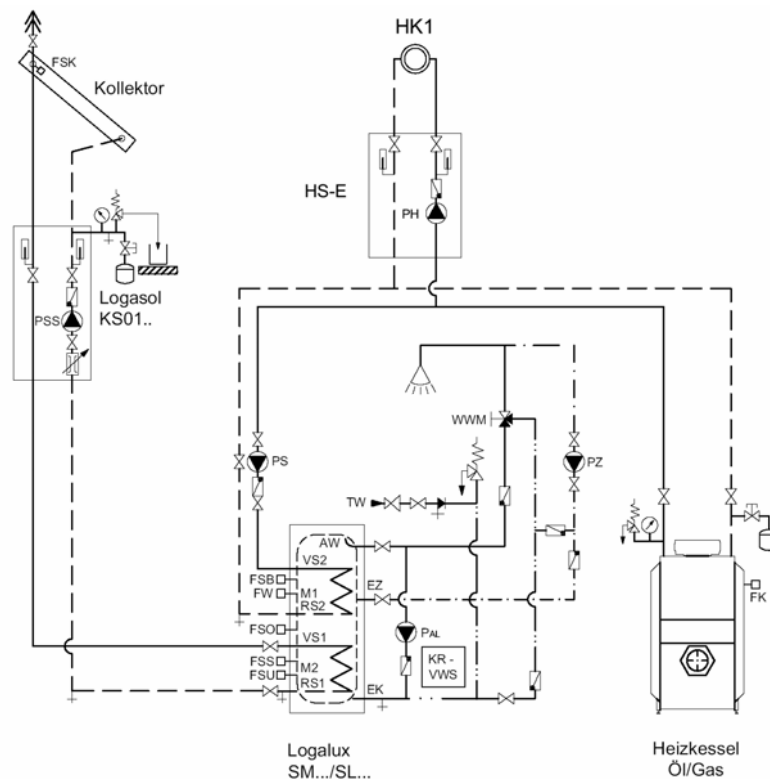 HK1
FSK
Kollektor
HS-E
PH
Logasol
KS01..
PSS
WWM
PS
PZ
TW
AW
VS2
FSB
FW
M1
EZ
RS2
FSO
VS1
PAL
FK
FSS
M2
KR -
VWS
FSU
RS1
EK
Logalux
SM.../SL...
Heizkessel
Öl/Gas